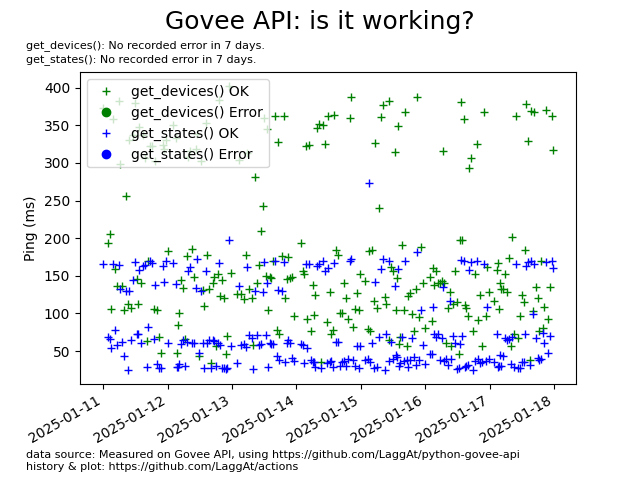 Govee API: is it working?
get_devices(): No recorded error in 7 days.
get_states(): No recorded error in 7 days.
get_devices() OK
get_devices() Error
get_states() OK
get_states() Error
Ping (ms)
400
350
300
250
200
150
100
50
2025-01-11
2025-01-12
2025-01-13
2025-01-14
2025-01-15
2025-01-16
2025-01-17
2025-01-18
data source: Measured on Govee API, using https://github.com/LaggAt/python-govee-api
history & plot: https://github.com/LaggAt/actions